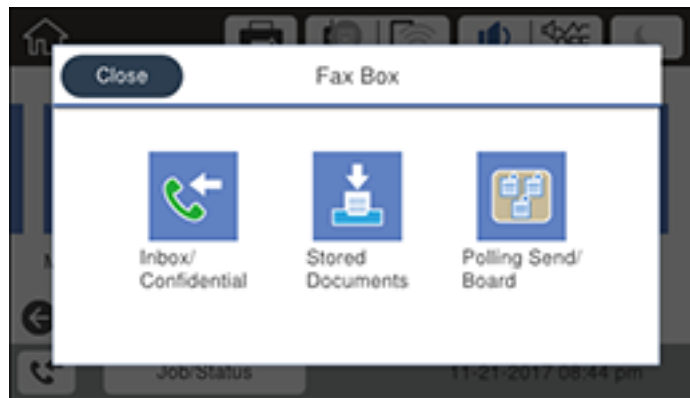 Close
Fax Box
Inbox/
Confidential
Stored
Documents
Polling Send/
Board
Job/Status
11-21-2017 08:44 pm